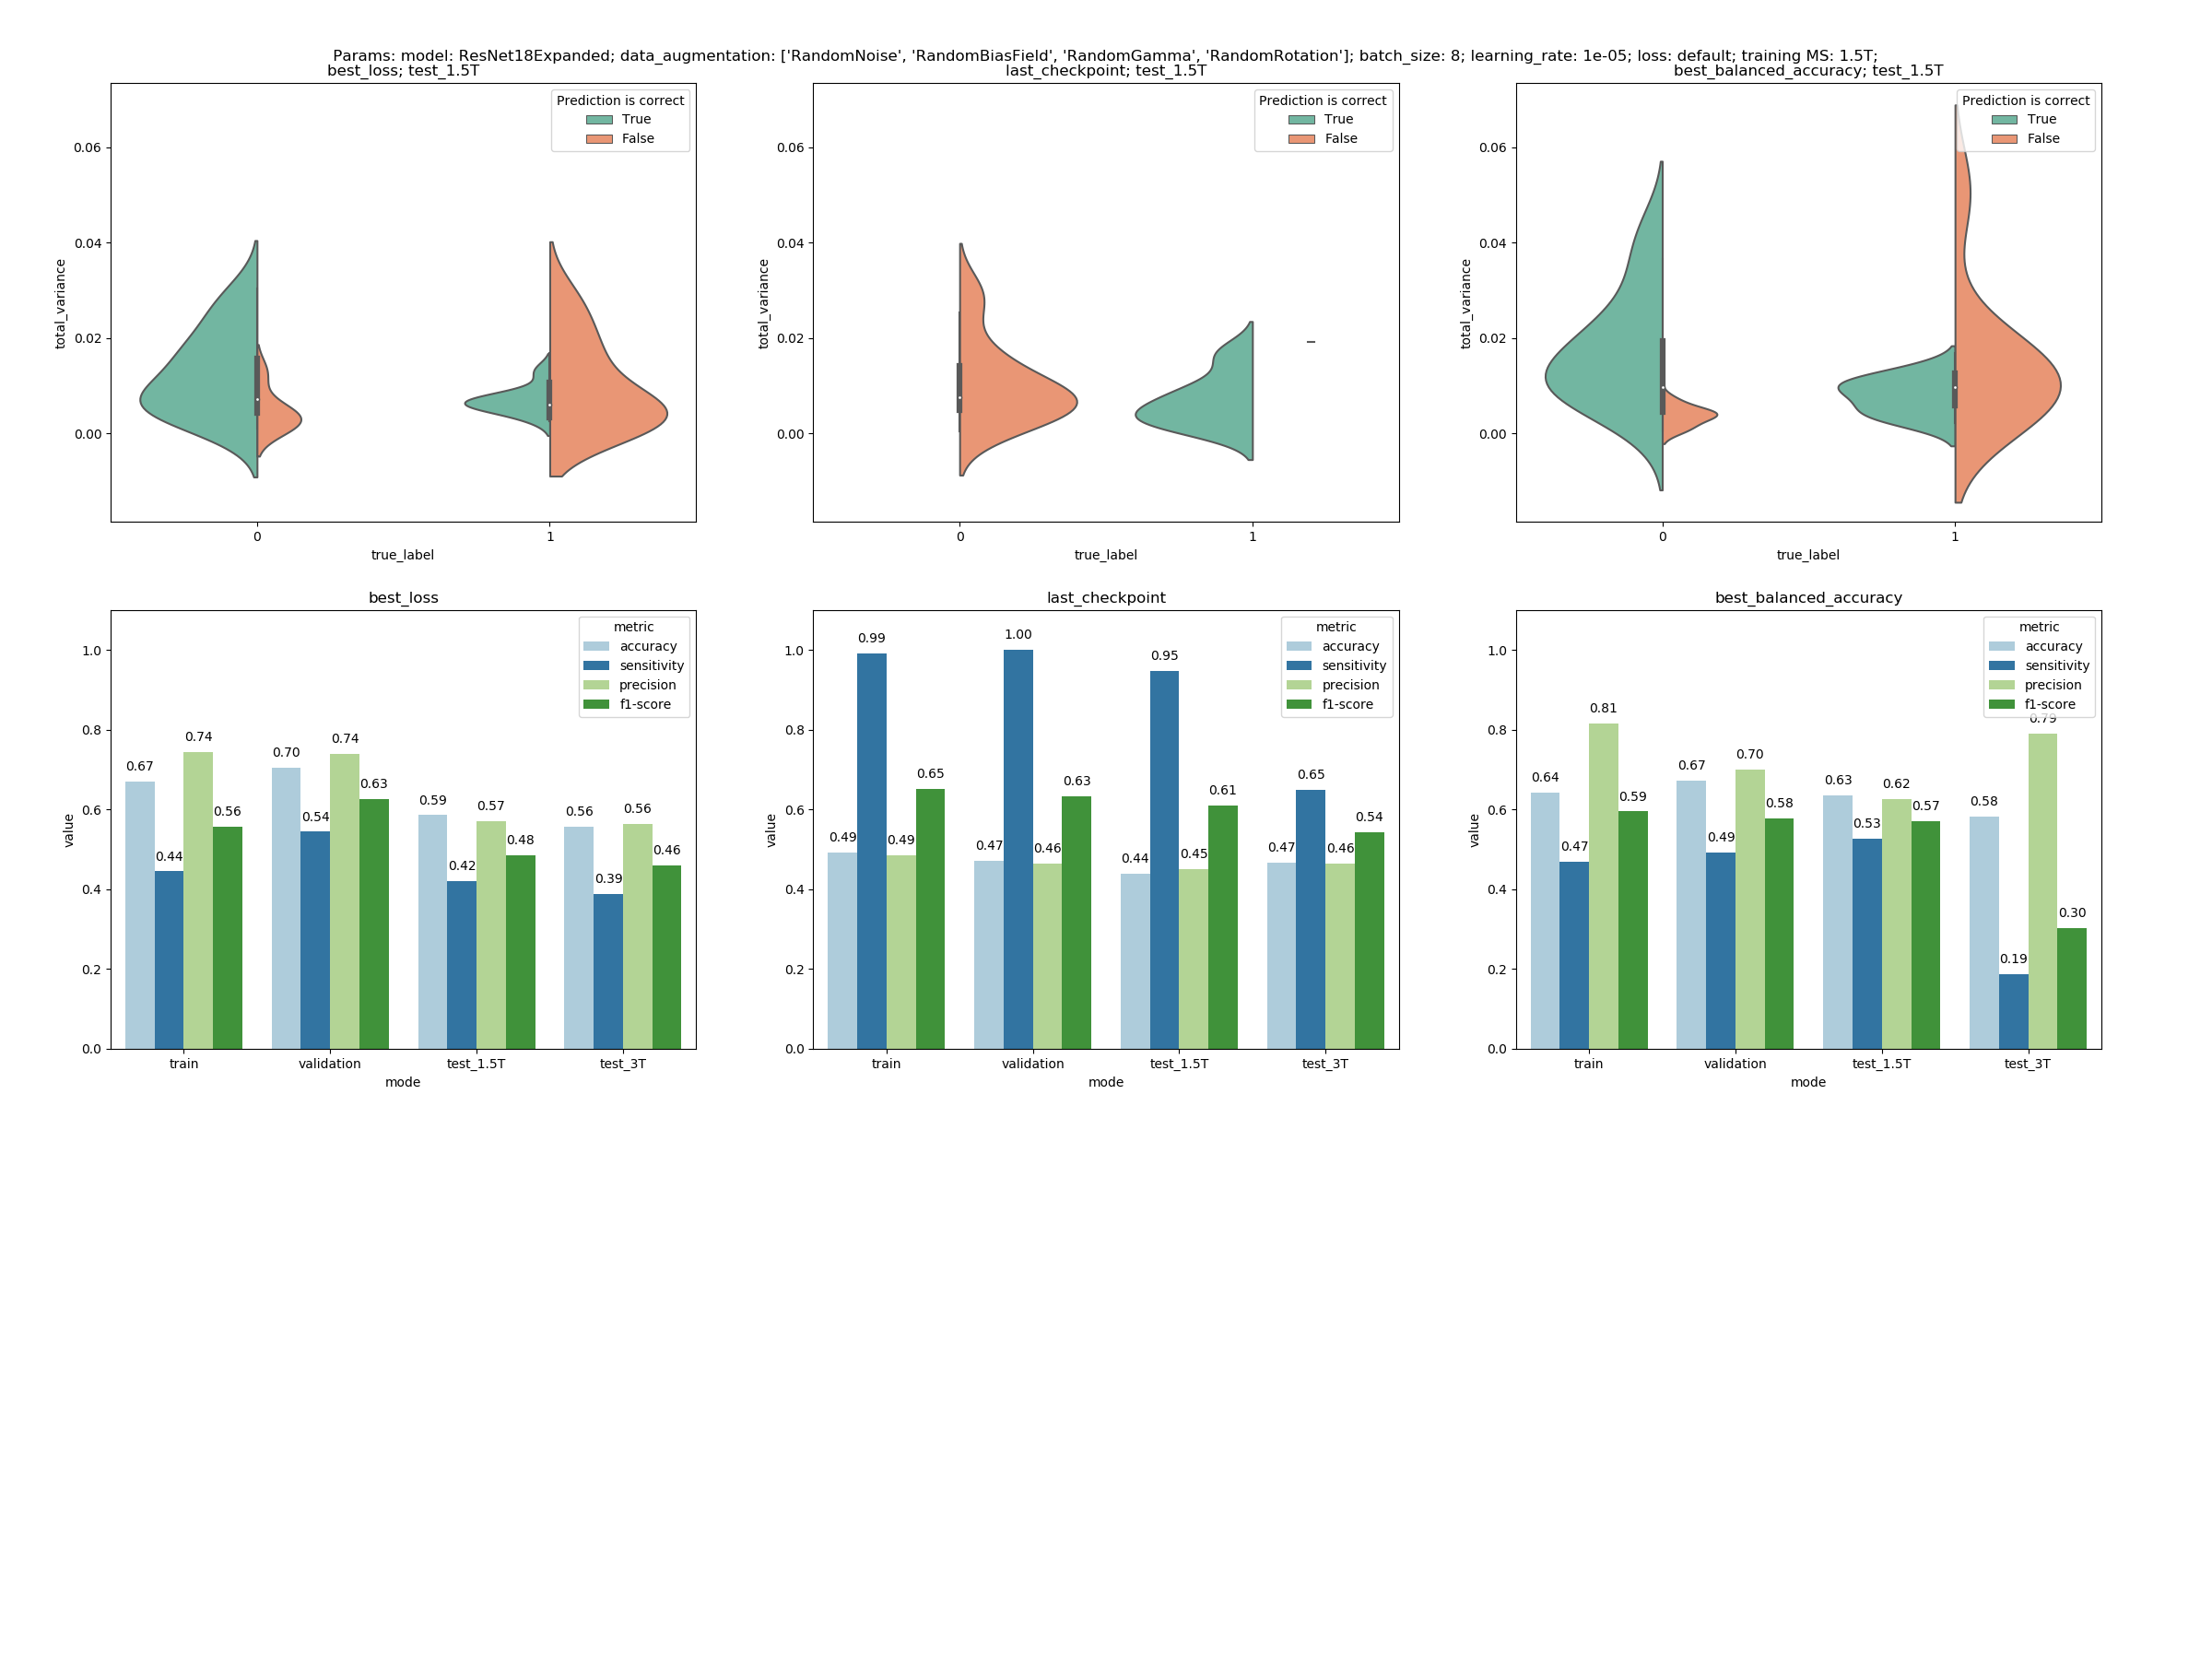 Params: model: ResNet18Expanded; data_augmentation: ['RandomNoise', 'RandomBiasField', 'RandomGamma', 'RandomRotation']; batch_size: 8; learning_rate: 1e-05; loss: default; training MS: 1.5T;
best_loss; test_1.5T
Prediction is correct
True
False
0.06
0.04
0.02
0.00
total_variance
0 1
true_label
last_checkpoint; test_1.5T
Prediction is correct
True
False
0.06
0.04
0.02
0.00
total_variance
0 1
true_label
best_balanced_accuracy; test_1.5T
Prediction is correct
True
False
0.06
0.04
0.02
0.00
total_variance
0 1
true_label
best_loss
metric
accuracy
sensitivity
precision
f1-score
1.0
0.8
0.6
0.4
0.2
0.0
value
0.67 0.44 0.74 0.56 0.70 0.54 0.74 0.63 0.59 0.42 0.57 0.48 0.56 0.39 0.56 0.46
train validation test_1.5T test_3T
mode
last_checkpoint
metric
accuracy
sensitivity
precision
f1-score
1.0
0.8
0.6
0.4
0.2
0.0
value
0.49 0.99 0.49 0.65 0.47 1.00 0.46 0.63 0.44 0.95 0.45 0.61 0.47 0.65 0.46 0.54
train validation test_1.5T test_3T
mode
best_balanced_accuracy
metric
accuracy
sensitivity
precision
f1-score
1.0
0.8
0.6
0.4
0.2
0.0
value
0.64 0.47 0.81 0.59 0.67 0.49 0.70 0.58 0.63 0.53 0.62 0.57 0.58 0.19 0.79 0.30
train validation test_1.5T test_3T
mode